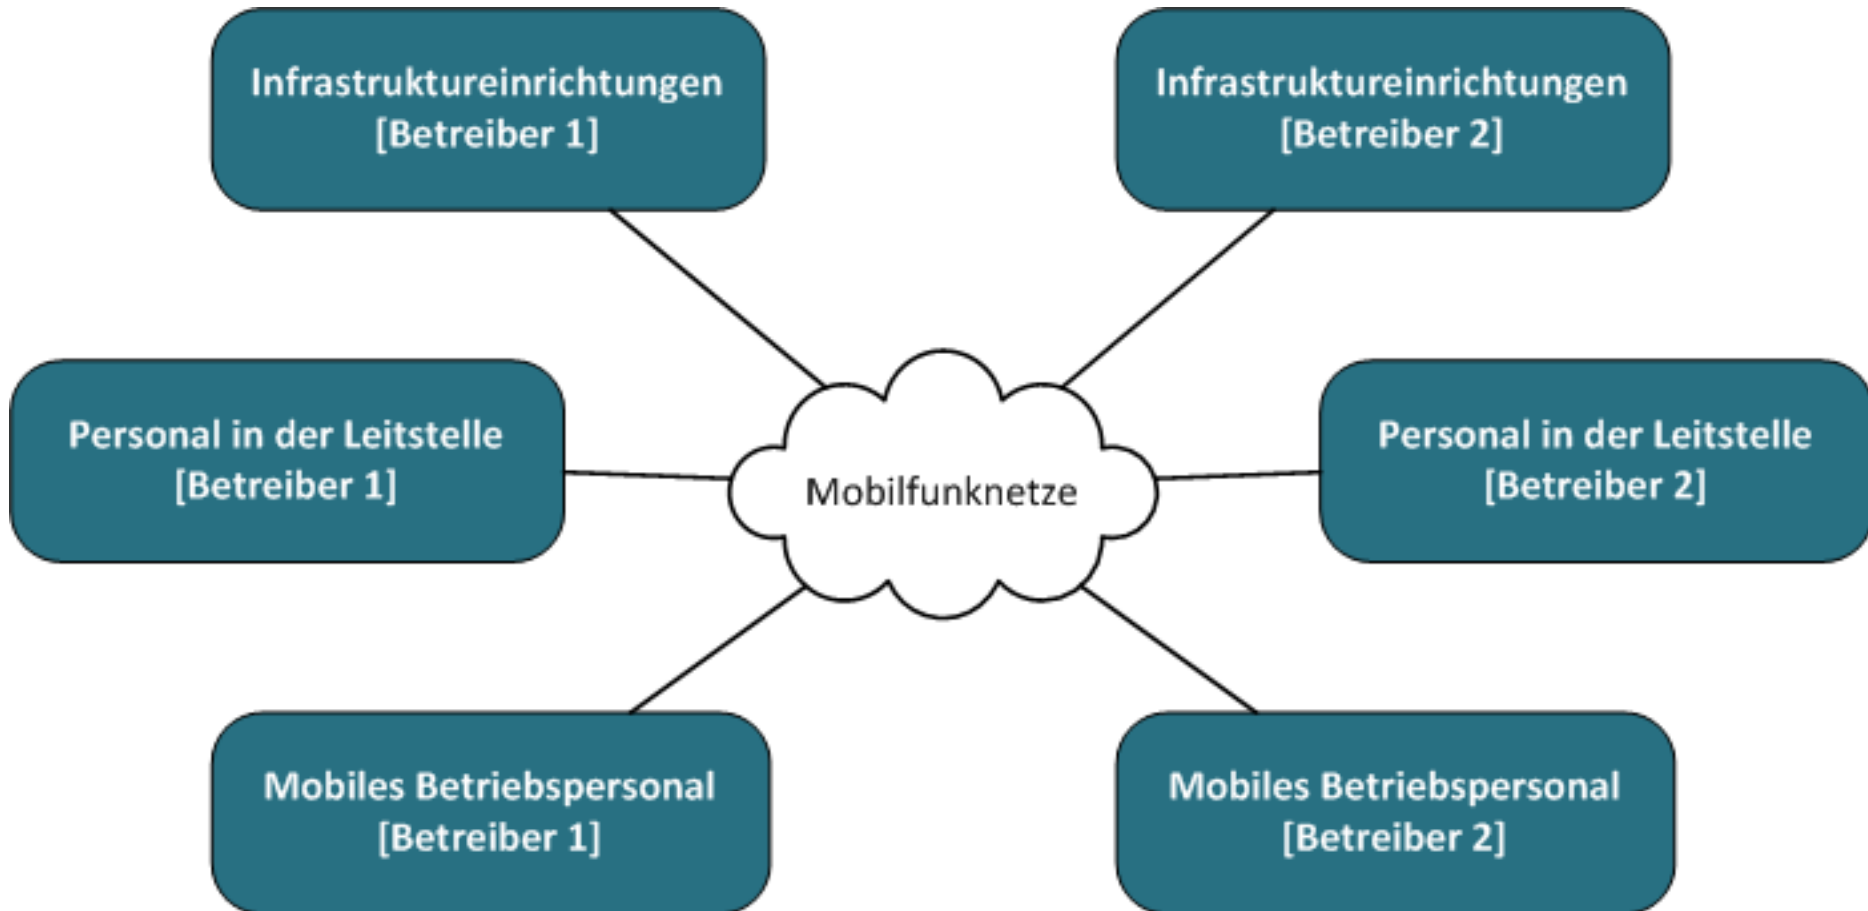 Infrastruktureinrichtungen
[Betreiber 1]
Infrastruktureinrichtungen
[Betreiber 2]
Personal in der Leitstelle
[Betreiber 1]
Mobilfunknetze
Personal in der Leitstelle
[Betreiber 2]
Mobiles Betriebspersonal
[Betreiber 1]
Mobiles Betriebspersonal
[Betreiber 2]